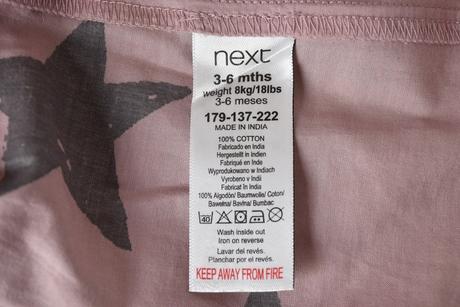 next
3-6 mths
weight 8kg/18lbs
3-6 meses
179-137-222
MADE IN INDIA
100% COTTON
Fabricado en India
Hergestellt in Indien
Fabriqué en Inde
Wyprodukowano w Indiach
Vyrobeno v Indii
Fabricat în India
100% Algodón/ Baumwolle/ Coton/
Bawełna/ Bavlna/ Bumbac
40
Wash inside out
Iron on reverse
Lavar del revés.
Planchar por el revés.
KEEP AWAY FROM FIRE